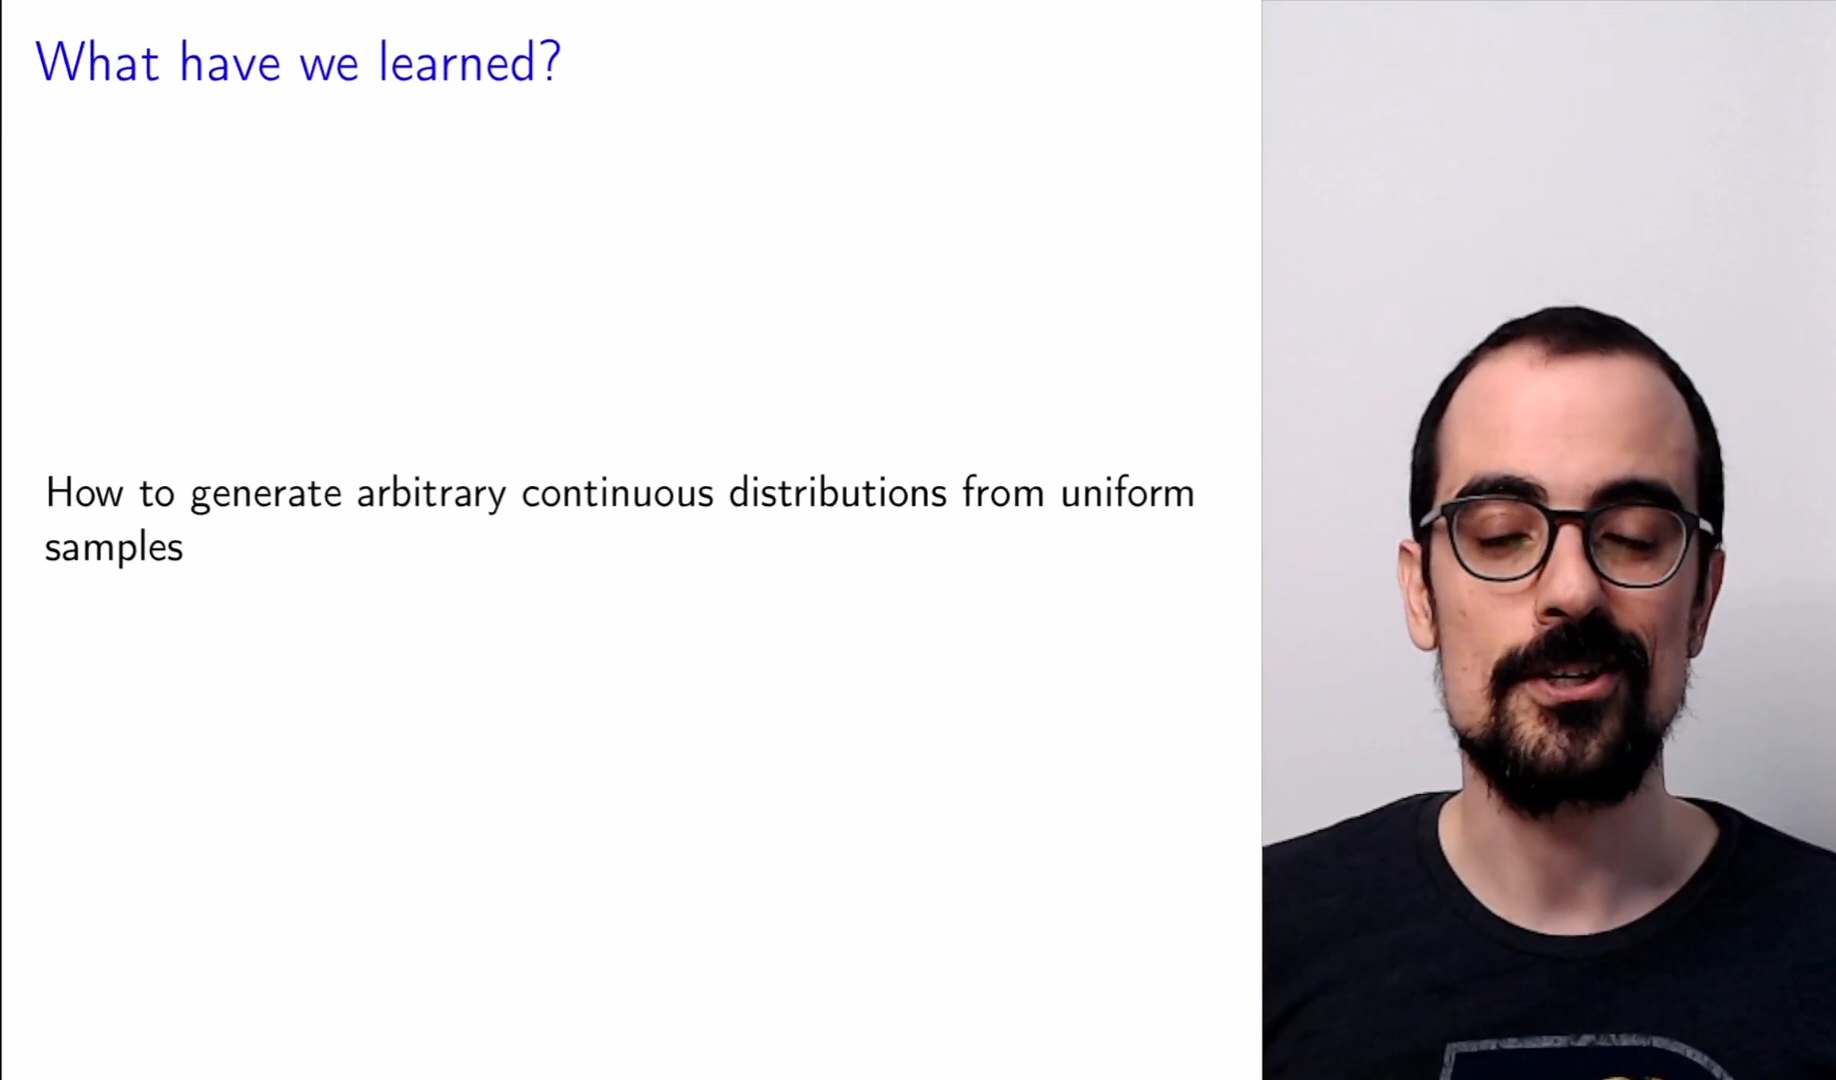 What have we learned?
How to generate arbitrary continuous distributions from uniform
samples